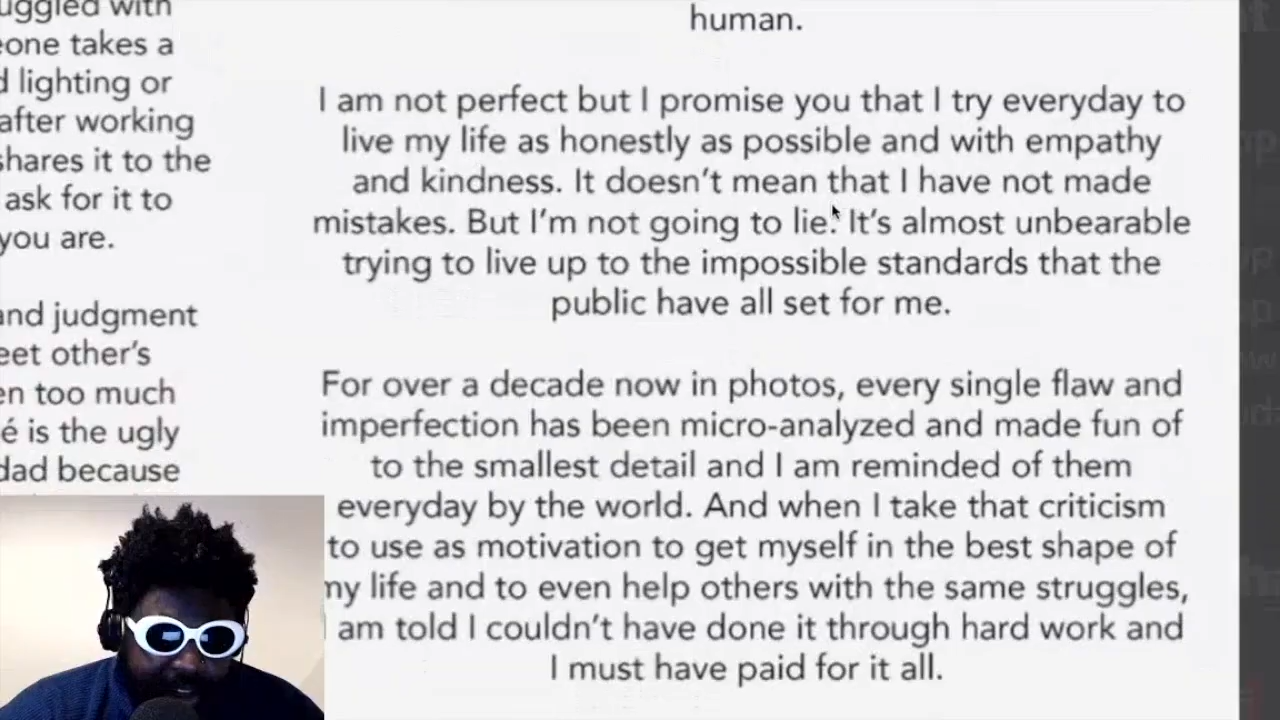 uggled with
eone takes a
d lighting or
after working
shares it to the
ask for it to
you are.
and judgment
eet other's
en too much
é is the ugly
dad because
human.
I am not perfect but I promise you that I try everyday to
live my life as honestly as possible and with empathy
and kindness. It doesn't mean that I have not made
mistakes. But I'm not going to lie. It's almost unbearable
trying to live up to the impossible standards that the
public have all set for me.
For over a decade now in photos, every single flaw and
imperfection has been micro-analyzed and made fun of
to the smallest detail and I am reminded of them
everyday by the world. And when I take that criticism
to use as motivation to get myself in the best shape of
my life and to even help others with the same struggles,
I am told I couldn't have done it through hard work and
I must have paid for it all.